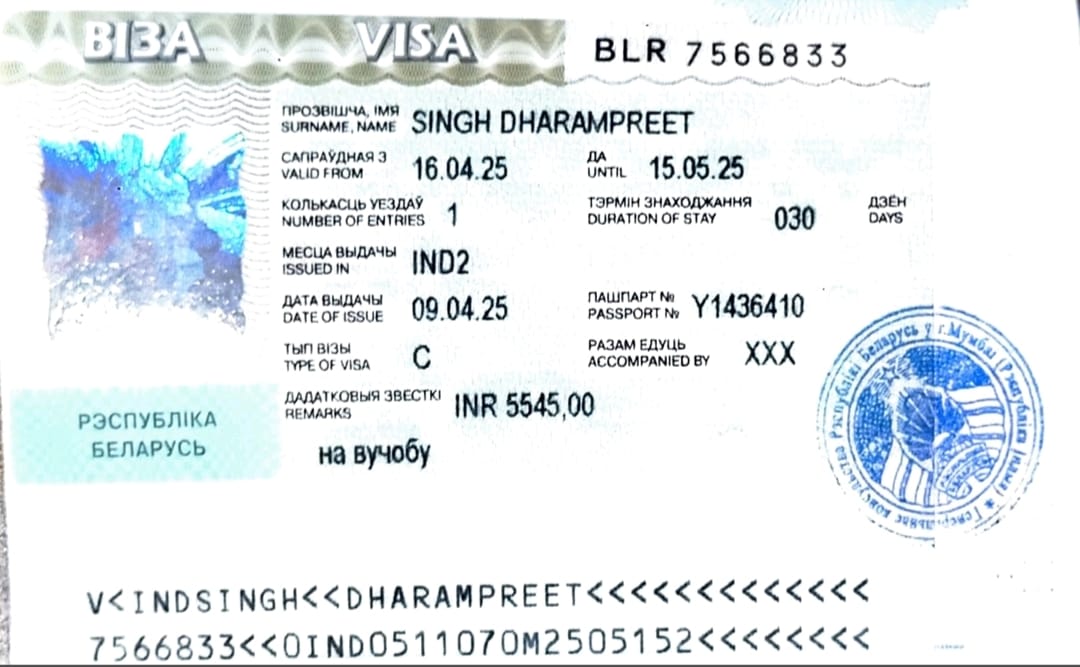 ВІЗА VISA BLR 7566833
ПРОЗВІШЧА, ІМЯ
SURNAME, NAME SINGH DHARAMPREET
САПРАЎДНАЯ З ДА
VALID FROM 16.04.25 UNTIL 15.05.25
КОЛЬКАСЦЬ УЕЗДАЎ ТЭРМІН ЗНАХОДЖАННЯ ДЗЁН
NUMBER OF ENTRIES 1 DURATION OF STAY 030 DAYS
МЕСЦА ВЫДАЧЫ
ISSUED IN IND2
ДАТА ВЫДАЧЫ ПАШПАРТ №
DATE OF ISSUE 09.04.25 PASSPORT № Y1436410
ТЫП ВІЗЫ РАЗАМ ЕДУЦЬ
TYPE OF VISA C ACCOMPANIED BY XXX
ДАДАТКОВЫЯ ЗВЕСТКІ
REMARKS INR 5545,00
на вучобу
РЭСПУБЛІКА
БЕЛАРУСЬ
Генеральнае консульства Рэспублікі Беларусь у г.Мумбаі (Рэспубліка Індыя)
V<INDSINGH<<DHARAMPREET<<<<<<<<<<<<<
7566833<<0IND0511070M2505152<<<<<<<<